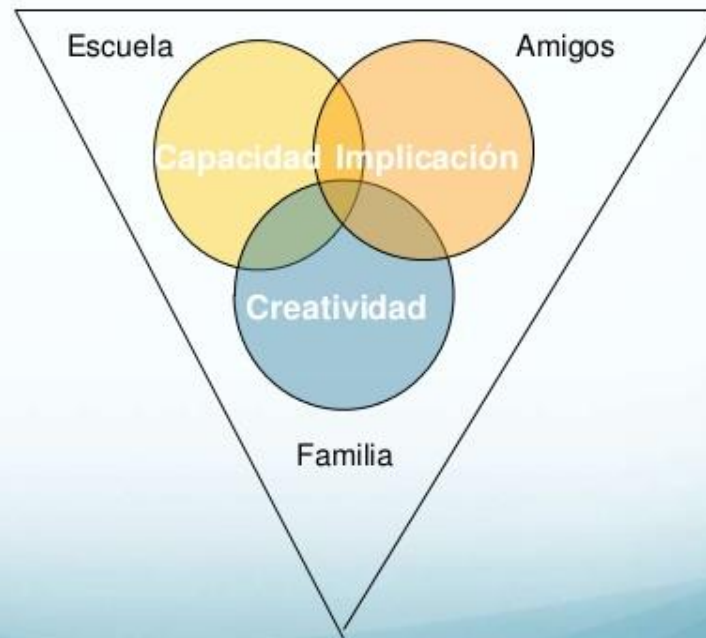 Escuela
Amigos
Capacidad
Implicación
Creatividad
Familia